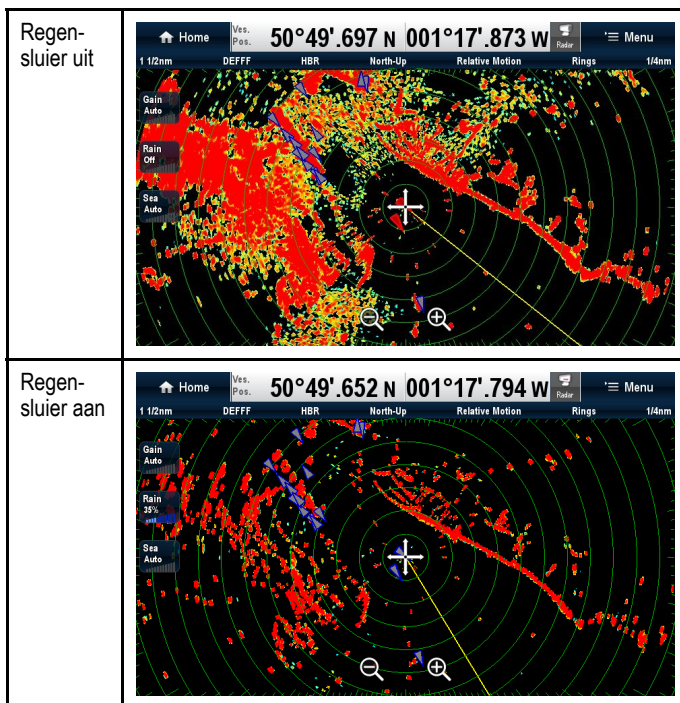 Regen-
sluier uit
Home
Ves.
Pos.
50°49'.697 N 001°17'.873 W
Radar
Menu
1 1/2nm DEFFF HBR North-Up Relative Motion Rings 1/4nm
Gain
Auto
Rain
Off
Sea
Auto
Regen-
sluier aan
Home
Ves.
Pos.
50°49'.652 N 001°17'.794 W
Radar
Menu
1 1/2nm DEFFF HBR North-Up Relative Motion Rings 1/4nm
Gain
Auto
Rain
35%
Sea
Auto